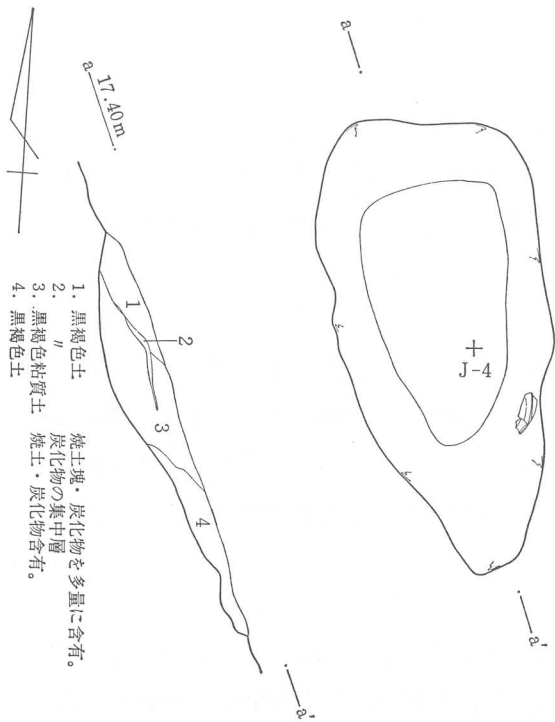 a
a'
J-4
a 17.40m
a'
1
2
3
4
1. 黒褐色土 焼土塊・炭化物を多量に含有。
2. 〃 炭化物の集中層
3. 黒褐色粘質土 焼土・炭化物含有。
4. 黒褐色土